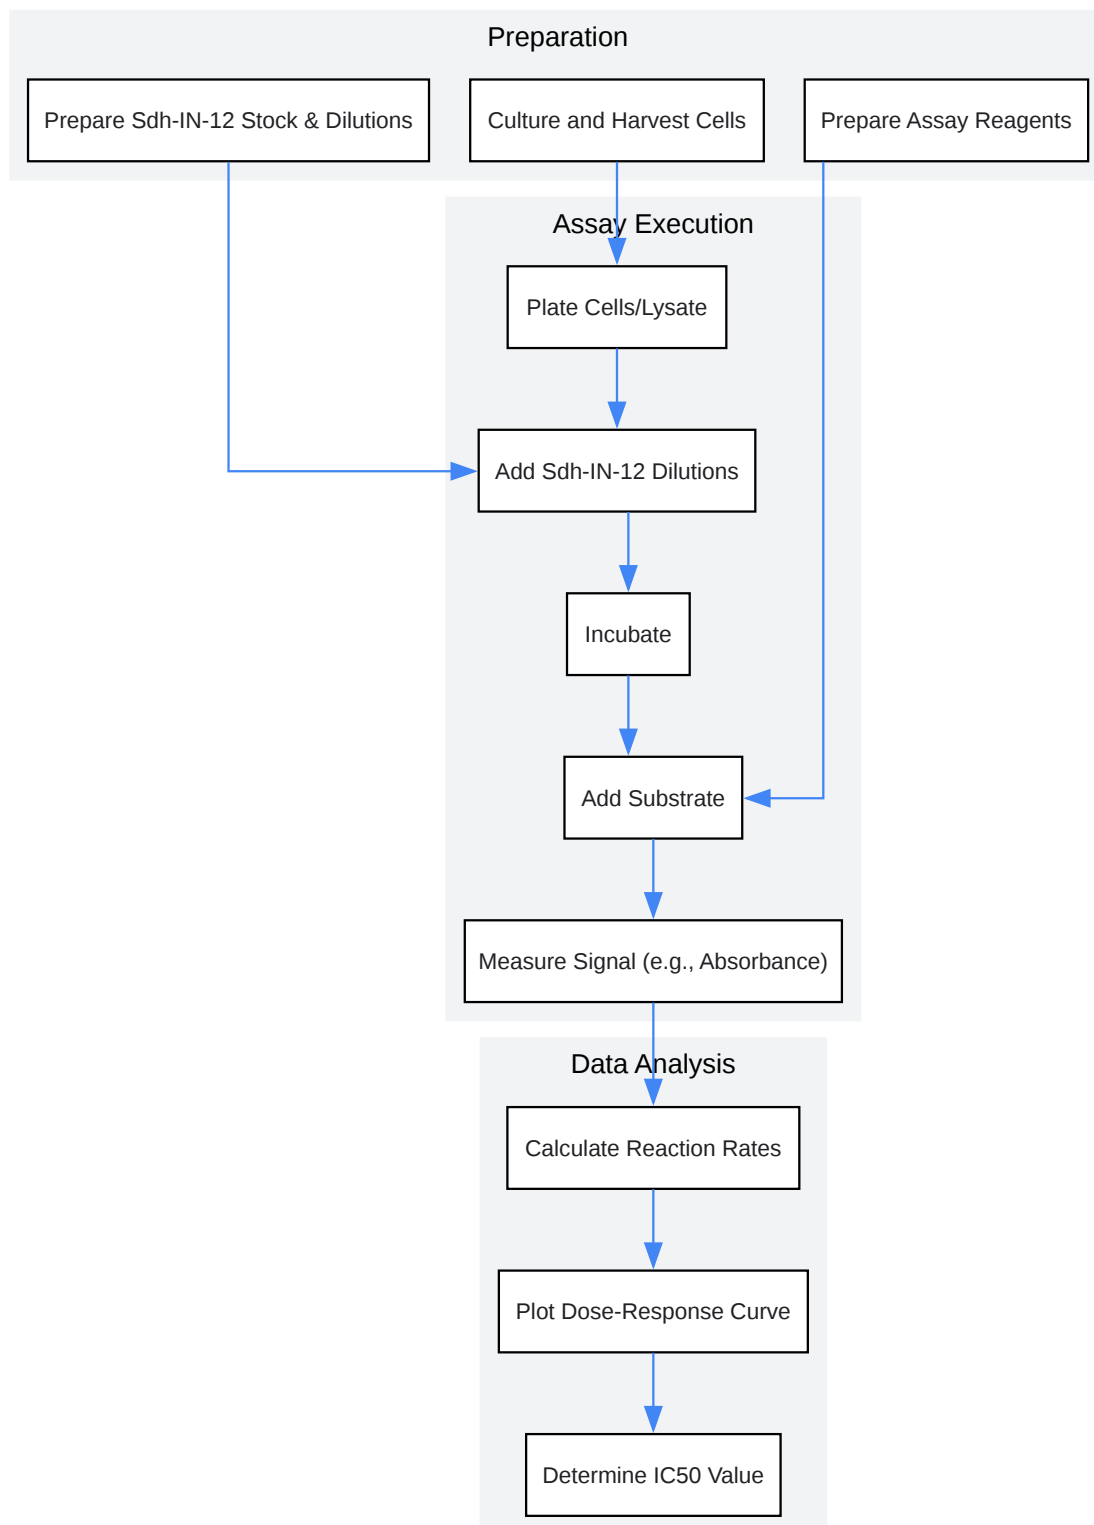 Preparation
Prepare Sdh-IN-12 Stock & Dilutions
Culture and Harvest Cells
Prepare Assay Reagents
Assay Execution
Plate Cells/Lysate
Add Sdh-IN-12 Dilutions
Incubate
Add Substrate
Measure Signal (e.g., Absorbance)
Data Analysis
Calculate Reaction Rates
Plot Dose-Response Curve
Determine IC50 Value